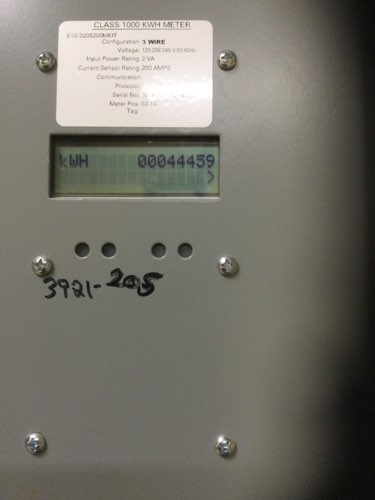 CLASS 1000 KWH METER
E10-3208200MKIT
Configuration: 3 WIRE
Voltage: 120/208-240 V 50/60Hz
Input Power Rating: 2 VA
Current Sensor Rating: 200 AMPS
Communication
Protocol
Serial No:
Meter Pos: 02-14
Tag:
kWH 00044459
>
3921-205